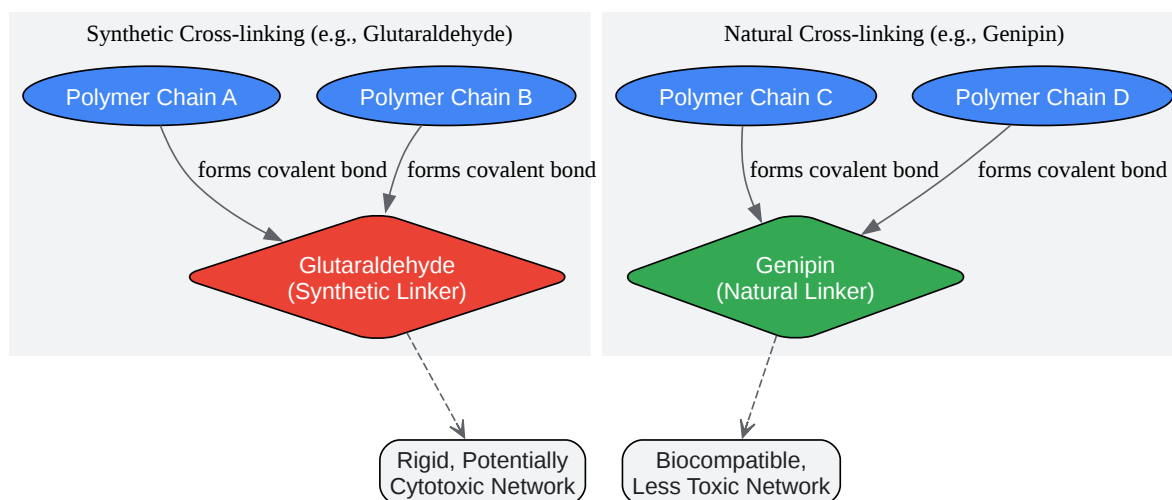 Synthetic Cross-linking (e.g., Glutaraldehyde)
Polymer Chain A
Polymer Chain B
forms covalent bond
forms covalent bond
Glutaraldehyde
(Synthetic Linker)
Rigid, Potentially
Cytotoxic Network
Natural Cross-linking (e.g., Genipin)
Polymer Chain C
Polymer Chain D
forms covalent bond
forms covalent bond
Genipin
(Natural Linker)
Biocompatible,
Less Toxic Network